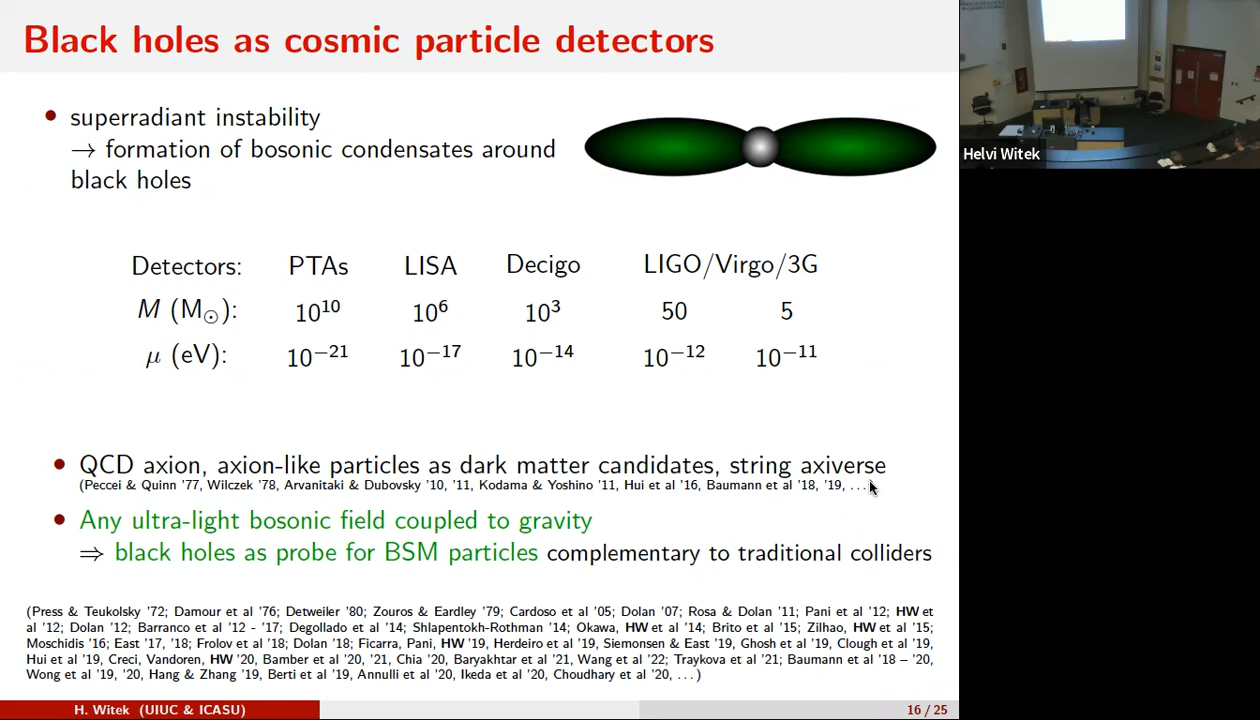 Black holes as cosmic particle detectors
superradiant instability
→ formation of bosonic condensates around
black holes
Detectors: PTAs LISA Decigo LIGO/Virgo/3G
M (M⊙): 10¹⁰ 10⁶ 10³ 50 5
μ (eV): 10⁻²¹ 10⁻¹⁷ 10⁻¹⁴ 10⁻¹² 10⁻¹¹
QCD axion, axion-like particles as dark matter candidates, string axiverse
(Peccei & Quinn '77, Wilczek '78, Arvanitaki & Dubovsky '10, '11, Kodama & Yoshino '11, Hui et al '16, Baumann et al '18, '19, ...
Any ultra-light bosonic field coupled to gravity
⇒ black holes as probe for BSM particles complementary to traditional colliders
(Press & Teukolsky '72; Damour et al '76; Detweiler '80; Zouros & Eardley '79; Cardoso et al '05; Dolan '07; Rosa & Dolan '11; Pani et al '12; HW et
al '12; Dolan '12; Barranco et al '12 - '17; Degollado et al '14; Shlapentokh-Rothman '14; Okawa, HW et al '14; Brito et al '15; Zilhao, HW et al '15;
Moschidis '16; East '17, '18; Frolov et al '18; Dolan '18; Ficarra, Pani, HW '19, Herdeiro et al '19, Siemonsen & East '19, Ghosh et al '19, Clough et al '19,
Hui et al '19, Creci, Vandoren, HW '20, Bamber et al '20, '21, Chia '20, Baryakhtar et al '21, Wang et al '22; Traykova et al '21; Baumann et al '18 – '20,
Wong et al '19, '20, Hang & Zhang '19, Berti et al '19, Annulli et al '20, Ikeda et al '20, Choudhary et al '20, ...)
H. Witek (UIUC & ICASU) 16 / 25
Helvi Witek